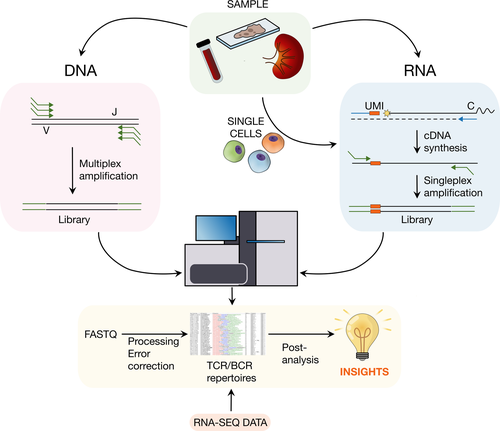 SAMPLE
DNA
RNA
J
V
Multiplex
amplification
Library
SINGLE
CELLS
UMI
C
cDNA
synthesis
Singleplex
amplification
Library
FASTQ
Processing
Error
correction
TCR/BCR
repertoires
Post-
analysis
INSIGHTS
RNA-SEQ DATA